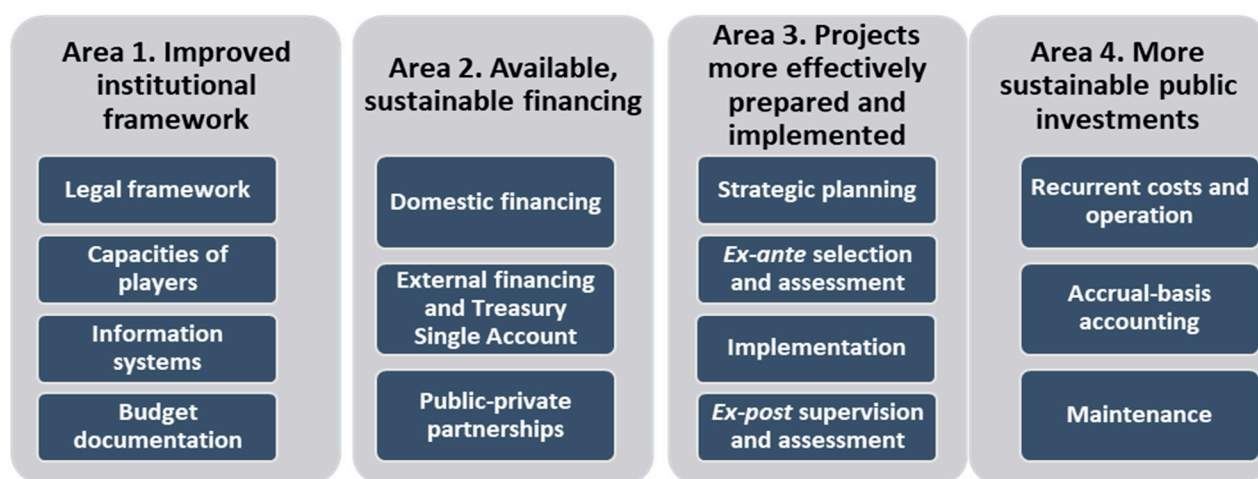 Area 1. Improved
institutional
framework
Legal framework
Capacities of
players
Information
systems
Budget
documentation
Area 2. Available,
sustainable financing
Domestic financing
External financing
and Treasury
Single Account
Public-private
partnerships
Area 3. Projects
more effectively
prepared and
implemented
Strategic planning
Ex-ante selection
and assessment
Implementation
Ex-post supervision
and assessment
Area 4. More
sustainable public
investments
Recurrent costs and
operation
Accrual-basis
accounting
Maintenance